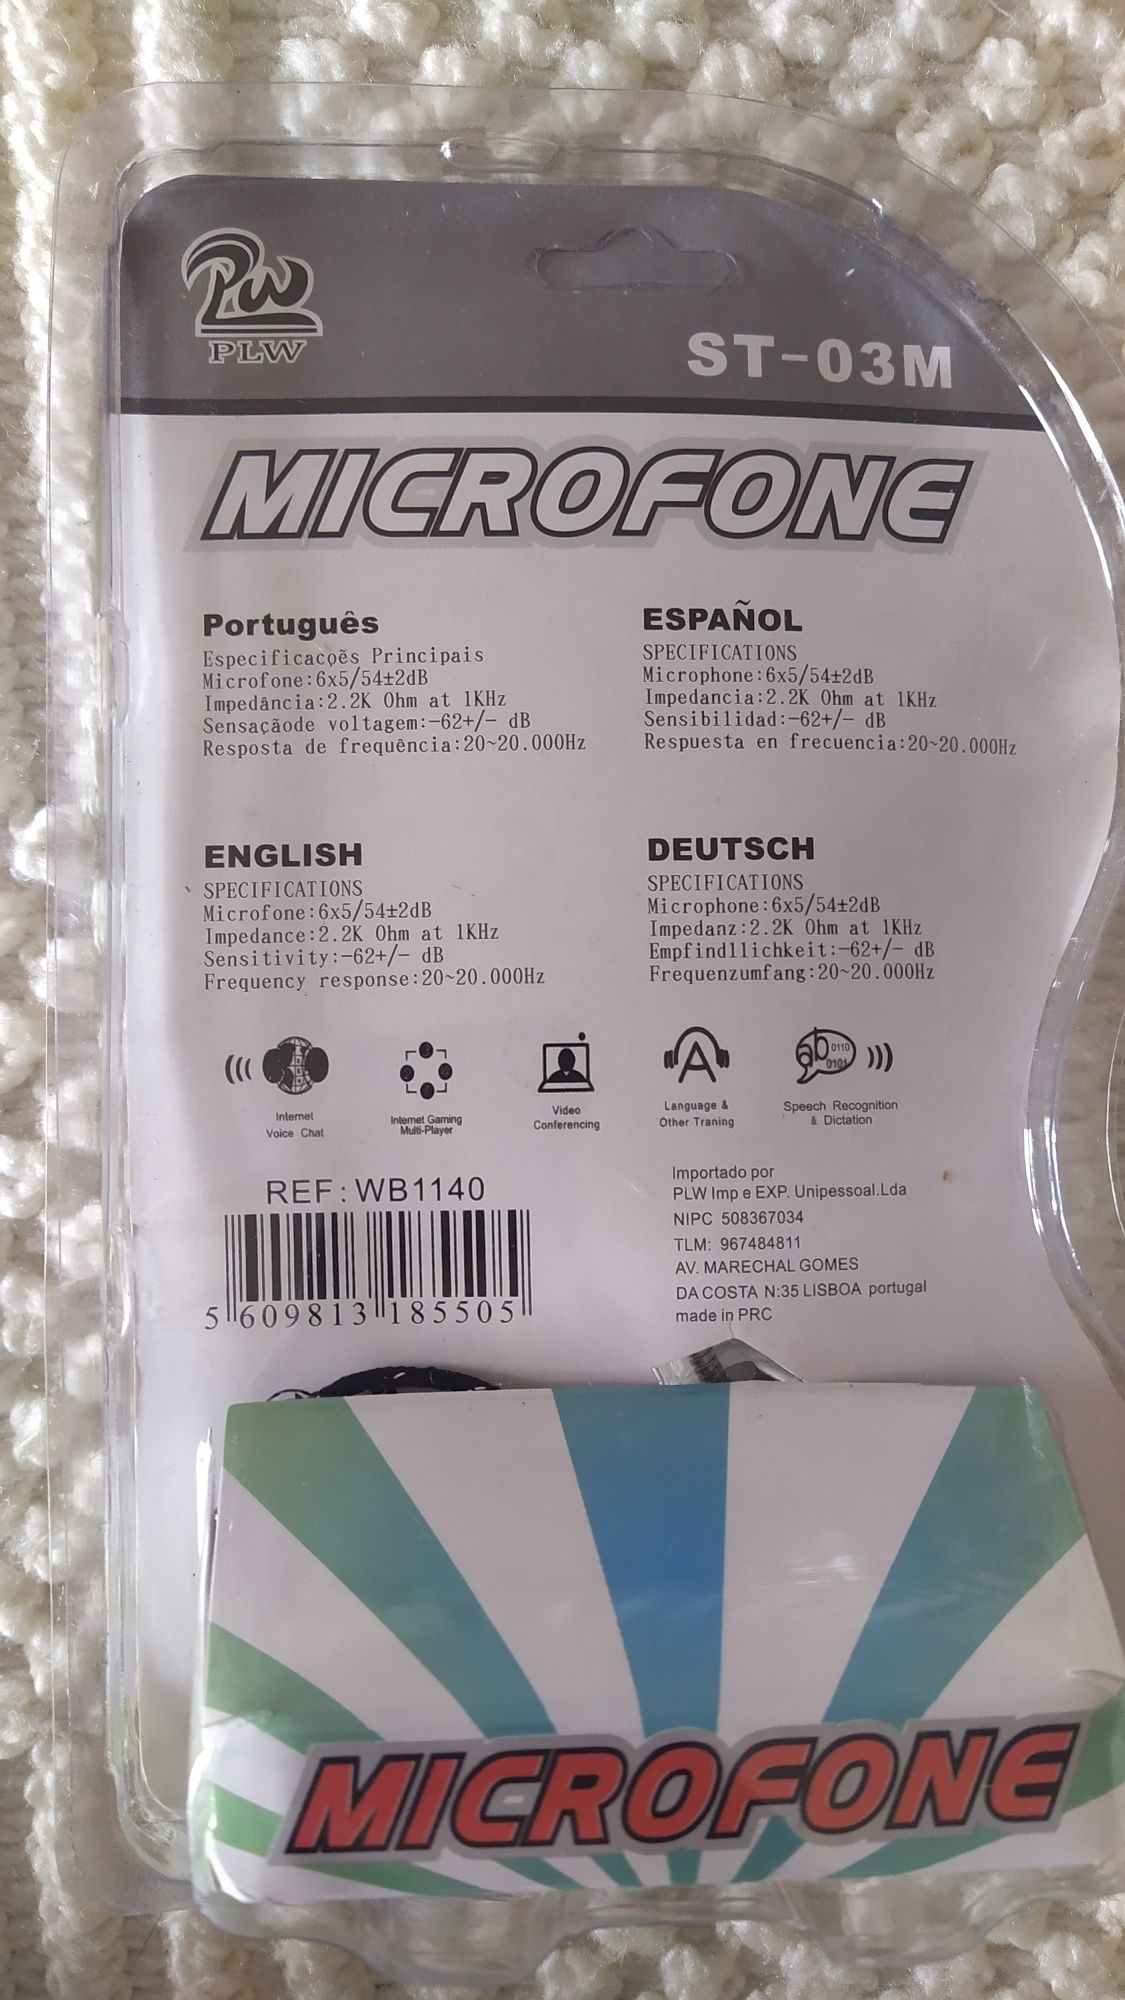 PLW
ST-03M
MICROFONE
Português
Especificacoẽs Principais
Microfone:6x5/54±2dB
Impedância:2.2K Ohm at 1KHz
Sensaçãode voltagem:-62+/- dB
Resposta de frequência:20~20.000Hz
ESPAÑOL
SPECIFICATIONS
Microphone:6x5/54±2dB
Impedancia:2.2K Ohm at 1KHz
Sensibilidad:-62+/- dB
Respuesta en frecuencia:20~20.000Hz
ENGLISH
SPECIFICATIONS
Microfone:6x5/54±2dB
Impedance:2.2K Ohm at 1KHz
Sensitivity:-62+/- dB
Frequency response:20~20.000Hz
DEUTSCH
SPECIFICATIONS
Microphone:6x5/54±2dB
Impedanz:2.2K Ohm at 1KHz
Empfindllichkeit:-62+/- dB
Frequenzumfang:20~20.000Hz
Internet
Voice Chat
Internet Gaming
Multi-Player
Video
Conferencing
A
Language &
Other Traning
ab 0110
0101
Speech Recognition
& Dictation
REF: WB1140
5 609813 185505
Importado por
PLW Imp e EXP. Unipessoal.Lda
NIPC 508367034
TLM: 967484811
AV. MARECHAL GOMES
DA COSTA N:35 LISBOA portugal
made in PRC
MICROFONE